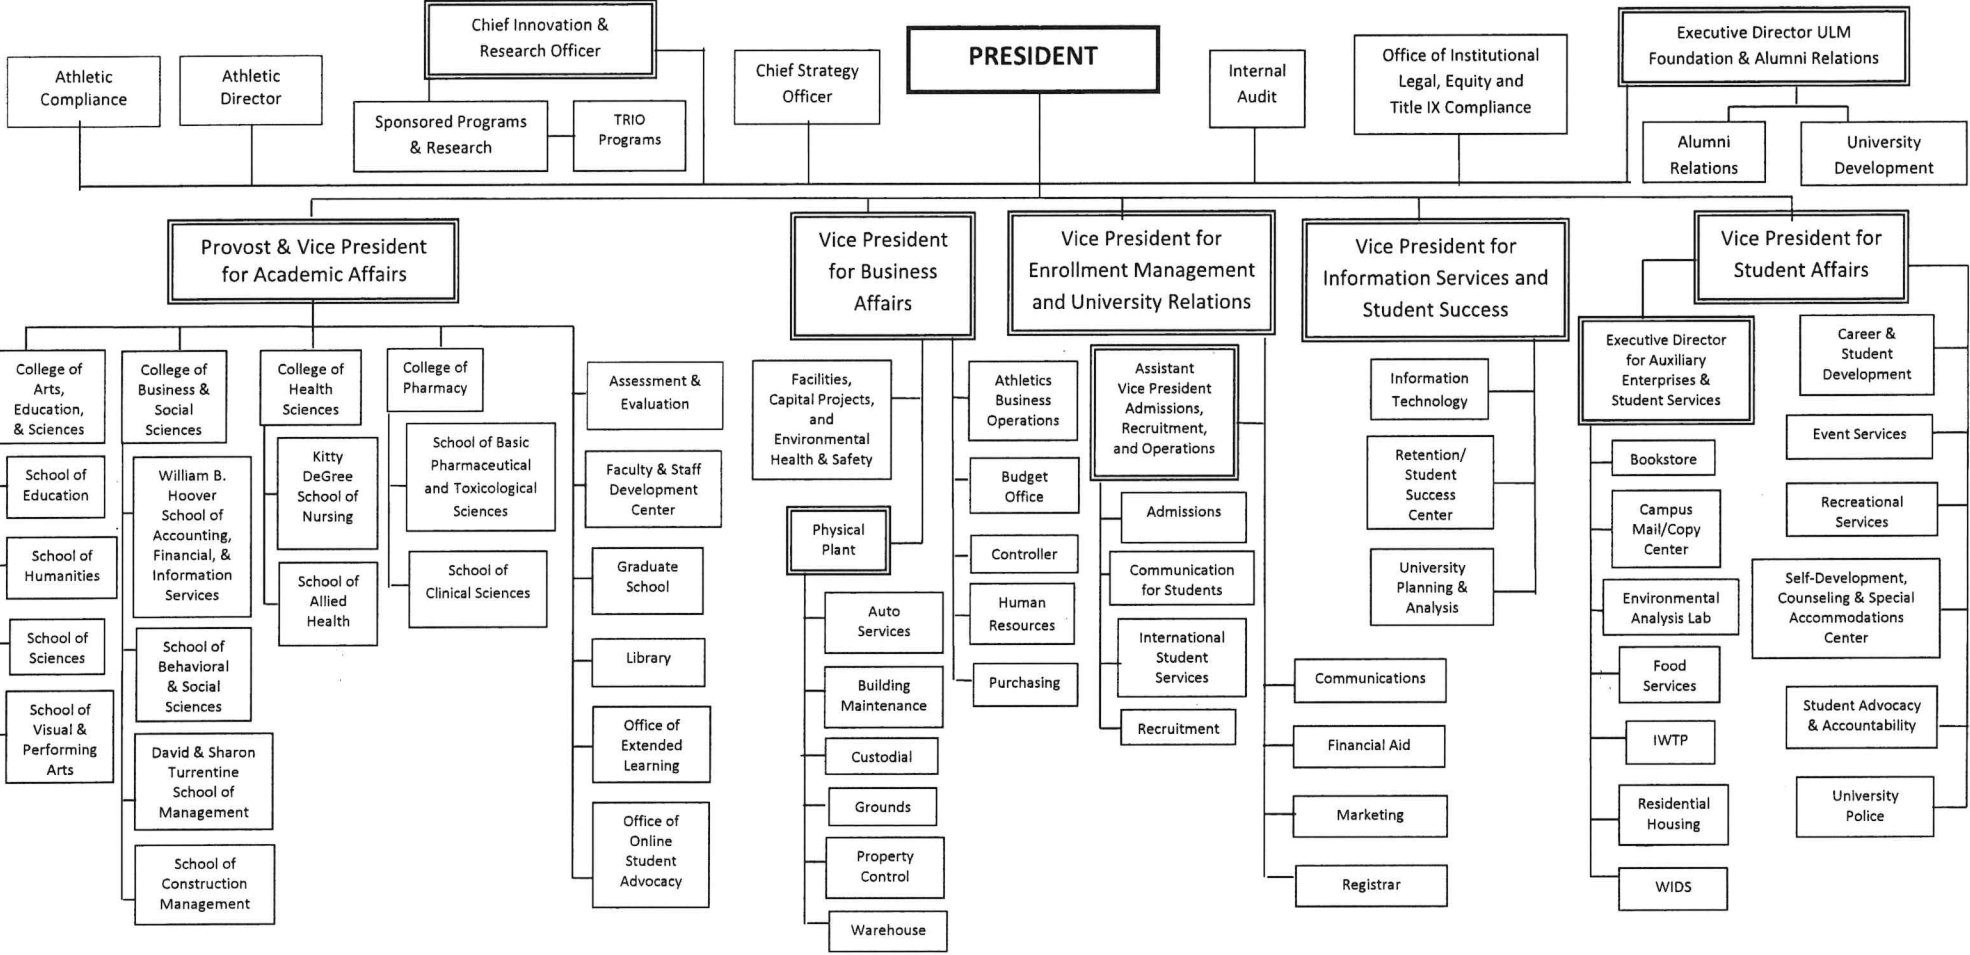 Chief Innovation &
Research Officer
PRESIDENT
Executive Director ULM
Foundation & Alumni Relations
Athletic
Compliance
Athletic
Director
Chief Strategy
Officer
Internal
Audit
Office of Institutional
Legal, Equity and
Title IX Compliance
Sponsored Programs
& Research
TRIO
Programs
Alumni
Relations
University
Development
Provost & Vice President
for Academic Affairs
Vice President
for Business
Affairs
Vice President for
Enrollment Management
and University Relations
Vice President for
Information Services and
Student Success
Vice President for
Student Affairs
College of
Arts,
Education,
& Sciences
School of
Education
School of
Humanities
School of
Sciences
School of
Visual &
Performing
Arts
College of
Business &
Social
Sciences
William B.
Hoover
School of
Accounting,
Financial, &
Information
Services
School of
Behavioral
& Social
Sciences
David & Sharon
Turrentine
School of
Management
School of
Construction
Management
College of
Health
Sciences
Kitty
DeGree
School of
Nursing
School of
Allied
Health
College of
Pharmacy
School of Basic
Pharmaceutical
and Toxicological
Sciences
School of
Clinical Sciences
Assessment &
Evaluation
Faculty & Staff
Development
Center
Graduate
School
Library
Office of
Extended
Learning
Office of
Online
Student
Advocacy
Facilities,
Capital Projects,
and
Environmental
Health & Safety
Physical
Plant
Auto
Services
Building
Maintenance
Custodial
Grounds
Property
Control
Warehouse
Athletics
Business
Operations
Budget
Office
Controller
Human
Resources
Purchasing
Assistant
Vice President
Admissions,
Recruitment,
and Operations
Admissions
Communication
for Students
International
Student
Services
Recruitment
Communications
Financial Aid
Marketing
Registrar
Information
Technology
Retention/
Student
Success
Center
University
Planning &
Analysis
Executive Director
for Auxiliary
Enterprises &
Student Services
Bookstore
Campus
Mail/Copy
Center
Environmental
Analysis Lab
Food
Services
IWTP
Residential
Housing
WIDS
Career &
Student
Development
Event Services
Recreational
Services
Self-Development,
Counseling & Special
Accommodations
Center
Student Advocacy
& Accountability
University
Police